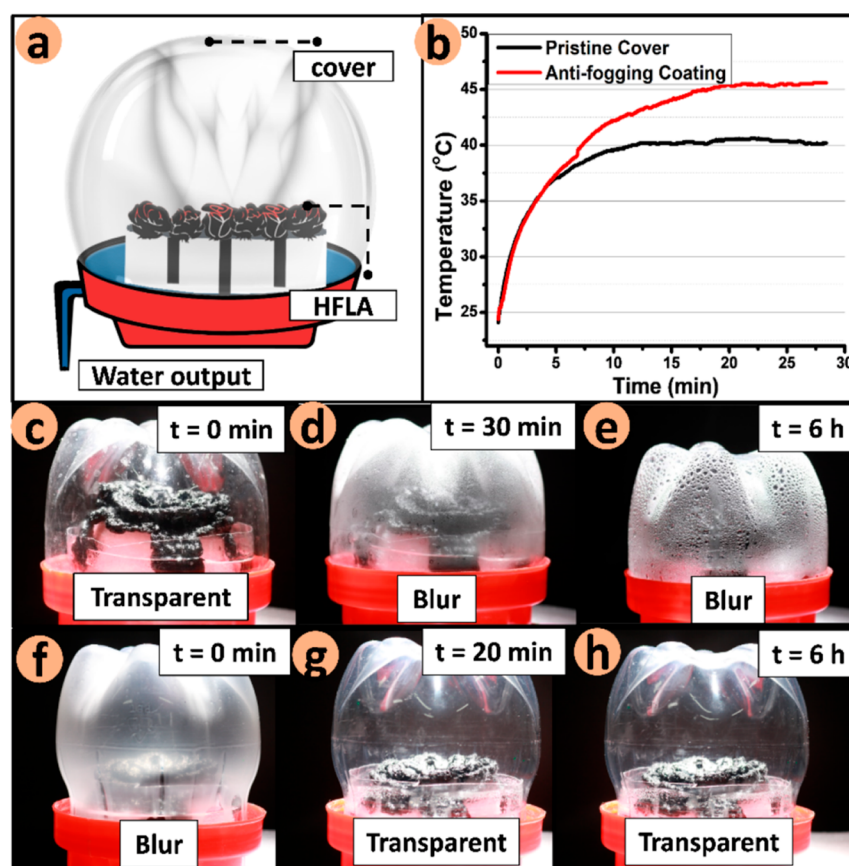 a
cover
HFLA
Water output
b
Pristine Cover
Anti-fogging Coating
Temperature (°C)
50
45
40
35
30
25
0 5 10 15 20 25 30
Time (min)
c
t = 0 min
Transparent
d
t = 30 min
Blur
e
t = 6 h
Blur
f
t = 0 min
Blur
g
t = 20 min
Transparent
h
t = 6 h
Transparent